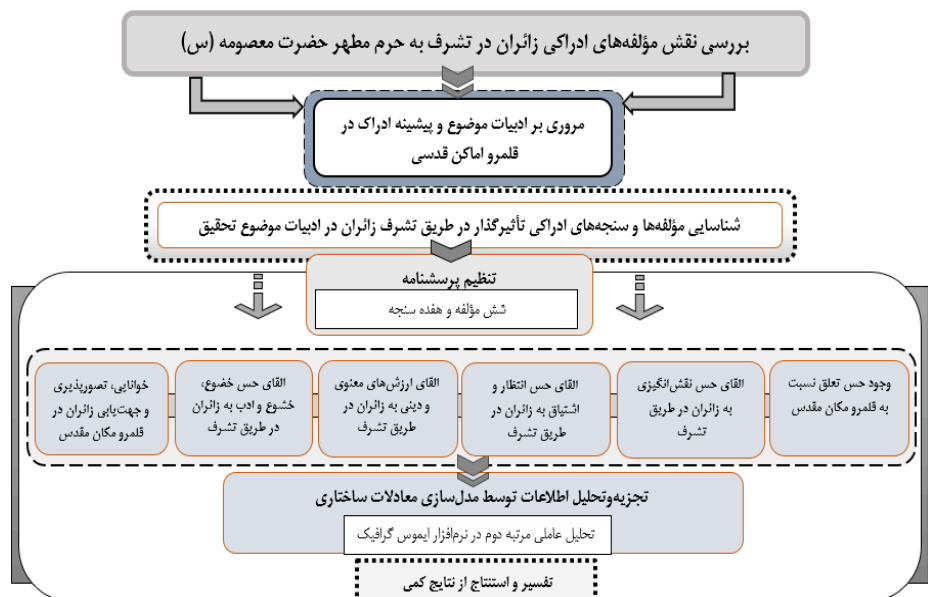 بررسی نقش مؤلفه‌های ادراکی زائران در تشرف به حرم مطهر حضرت معصومه (س)
مروری بر ادبیات موضوع و پیشینه ادراک در
قلمرو اماکن قدسی
شناسایی مؤلفه‌ها و سنجه‌های ادراکی تأثیرگذار در طریق تشرف زائران در ادبیات موضوع تحقیق
تنظیم پرسشنامه
شش مؤلفه و هفده سنجه
وجود حس تعلق نسبت
به قلمرو مکان مقدس
القای حس نقش‌انگیزی
به زائران در طریق
تشرف
القای حس انتظار و
اشتیاق به زائران در
طریق تشرف
القای ارزش‌های معنوی
و دینی به زائران در
طریق تشرف
القای حس خضوع،
خشوع و ادب به زائران
در طریق تشرف
خوانایی، تصورپذیری
و جهت‌یابی زائران در
قلمرو مکان مقدس
تجزیه‌وتحلیل اطلاعات توسط مدل‌سازی معادلات ساختاری
تحلیل عاملی مرتبه دوم در نرم‌افزار ایموس گرافیک
تفسیر و استنتاج از نتایج کمی